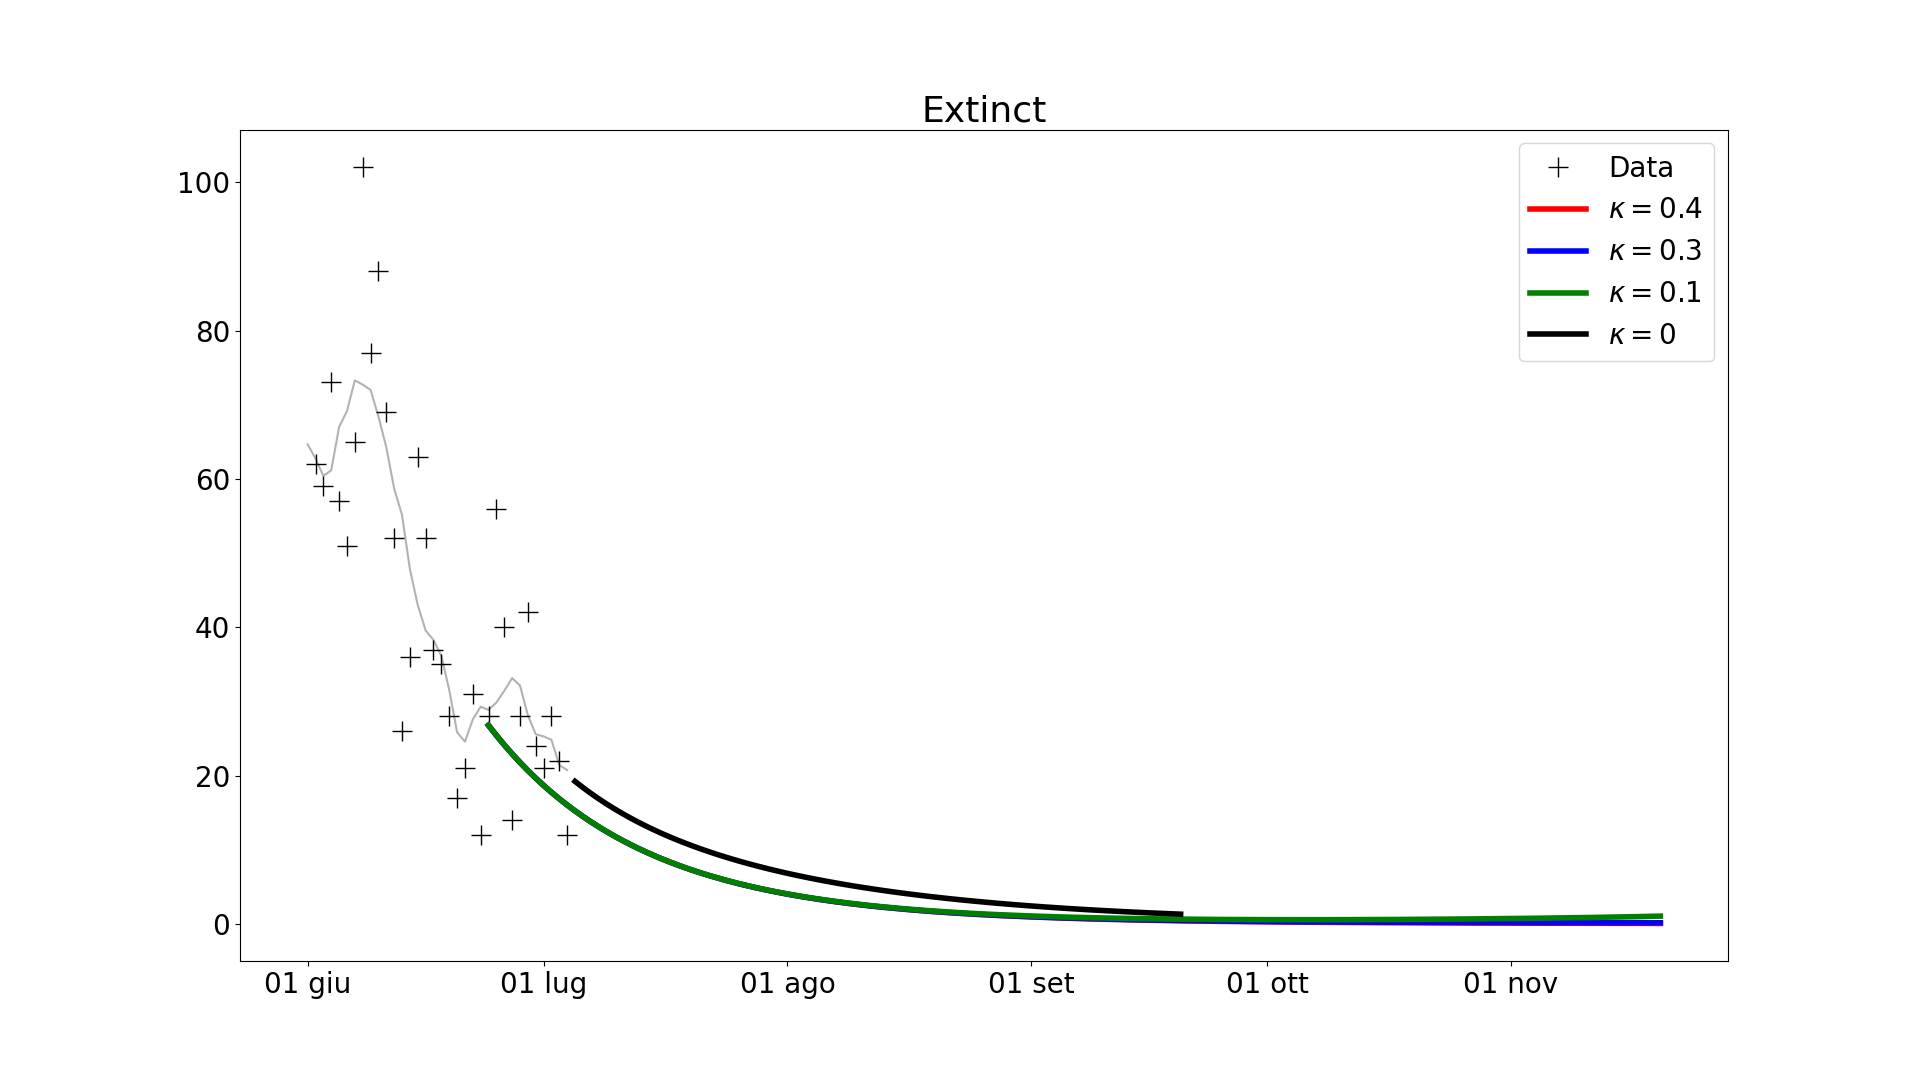 Extinct
100
80
60
40
20
0
01 giu 01 lug 01 ago 01 set 01 ott 01 nov
Data
κ = 0.4
κ = 0.3
κ = 0.1
κ = 0